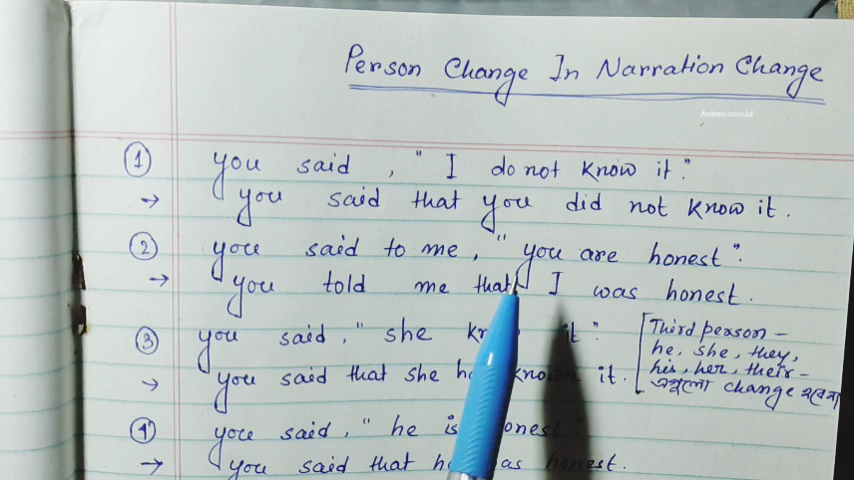 Person Change In Narration Change
① you said , " I do not know it."
→ you said that you did not know it.
② you said to me, " you are honest".
→ you told me that I was honest.
③ you said, " she it".
[Third person -
he, she, they,
his, her, their -
→ you said that she known it.
change
you said, " he is
→ you said that was honest.